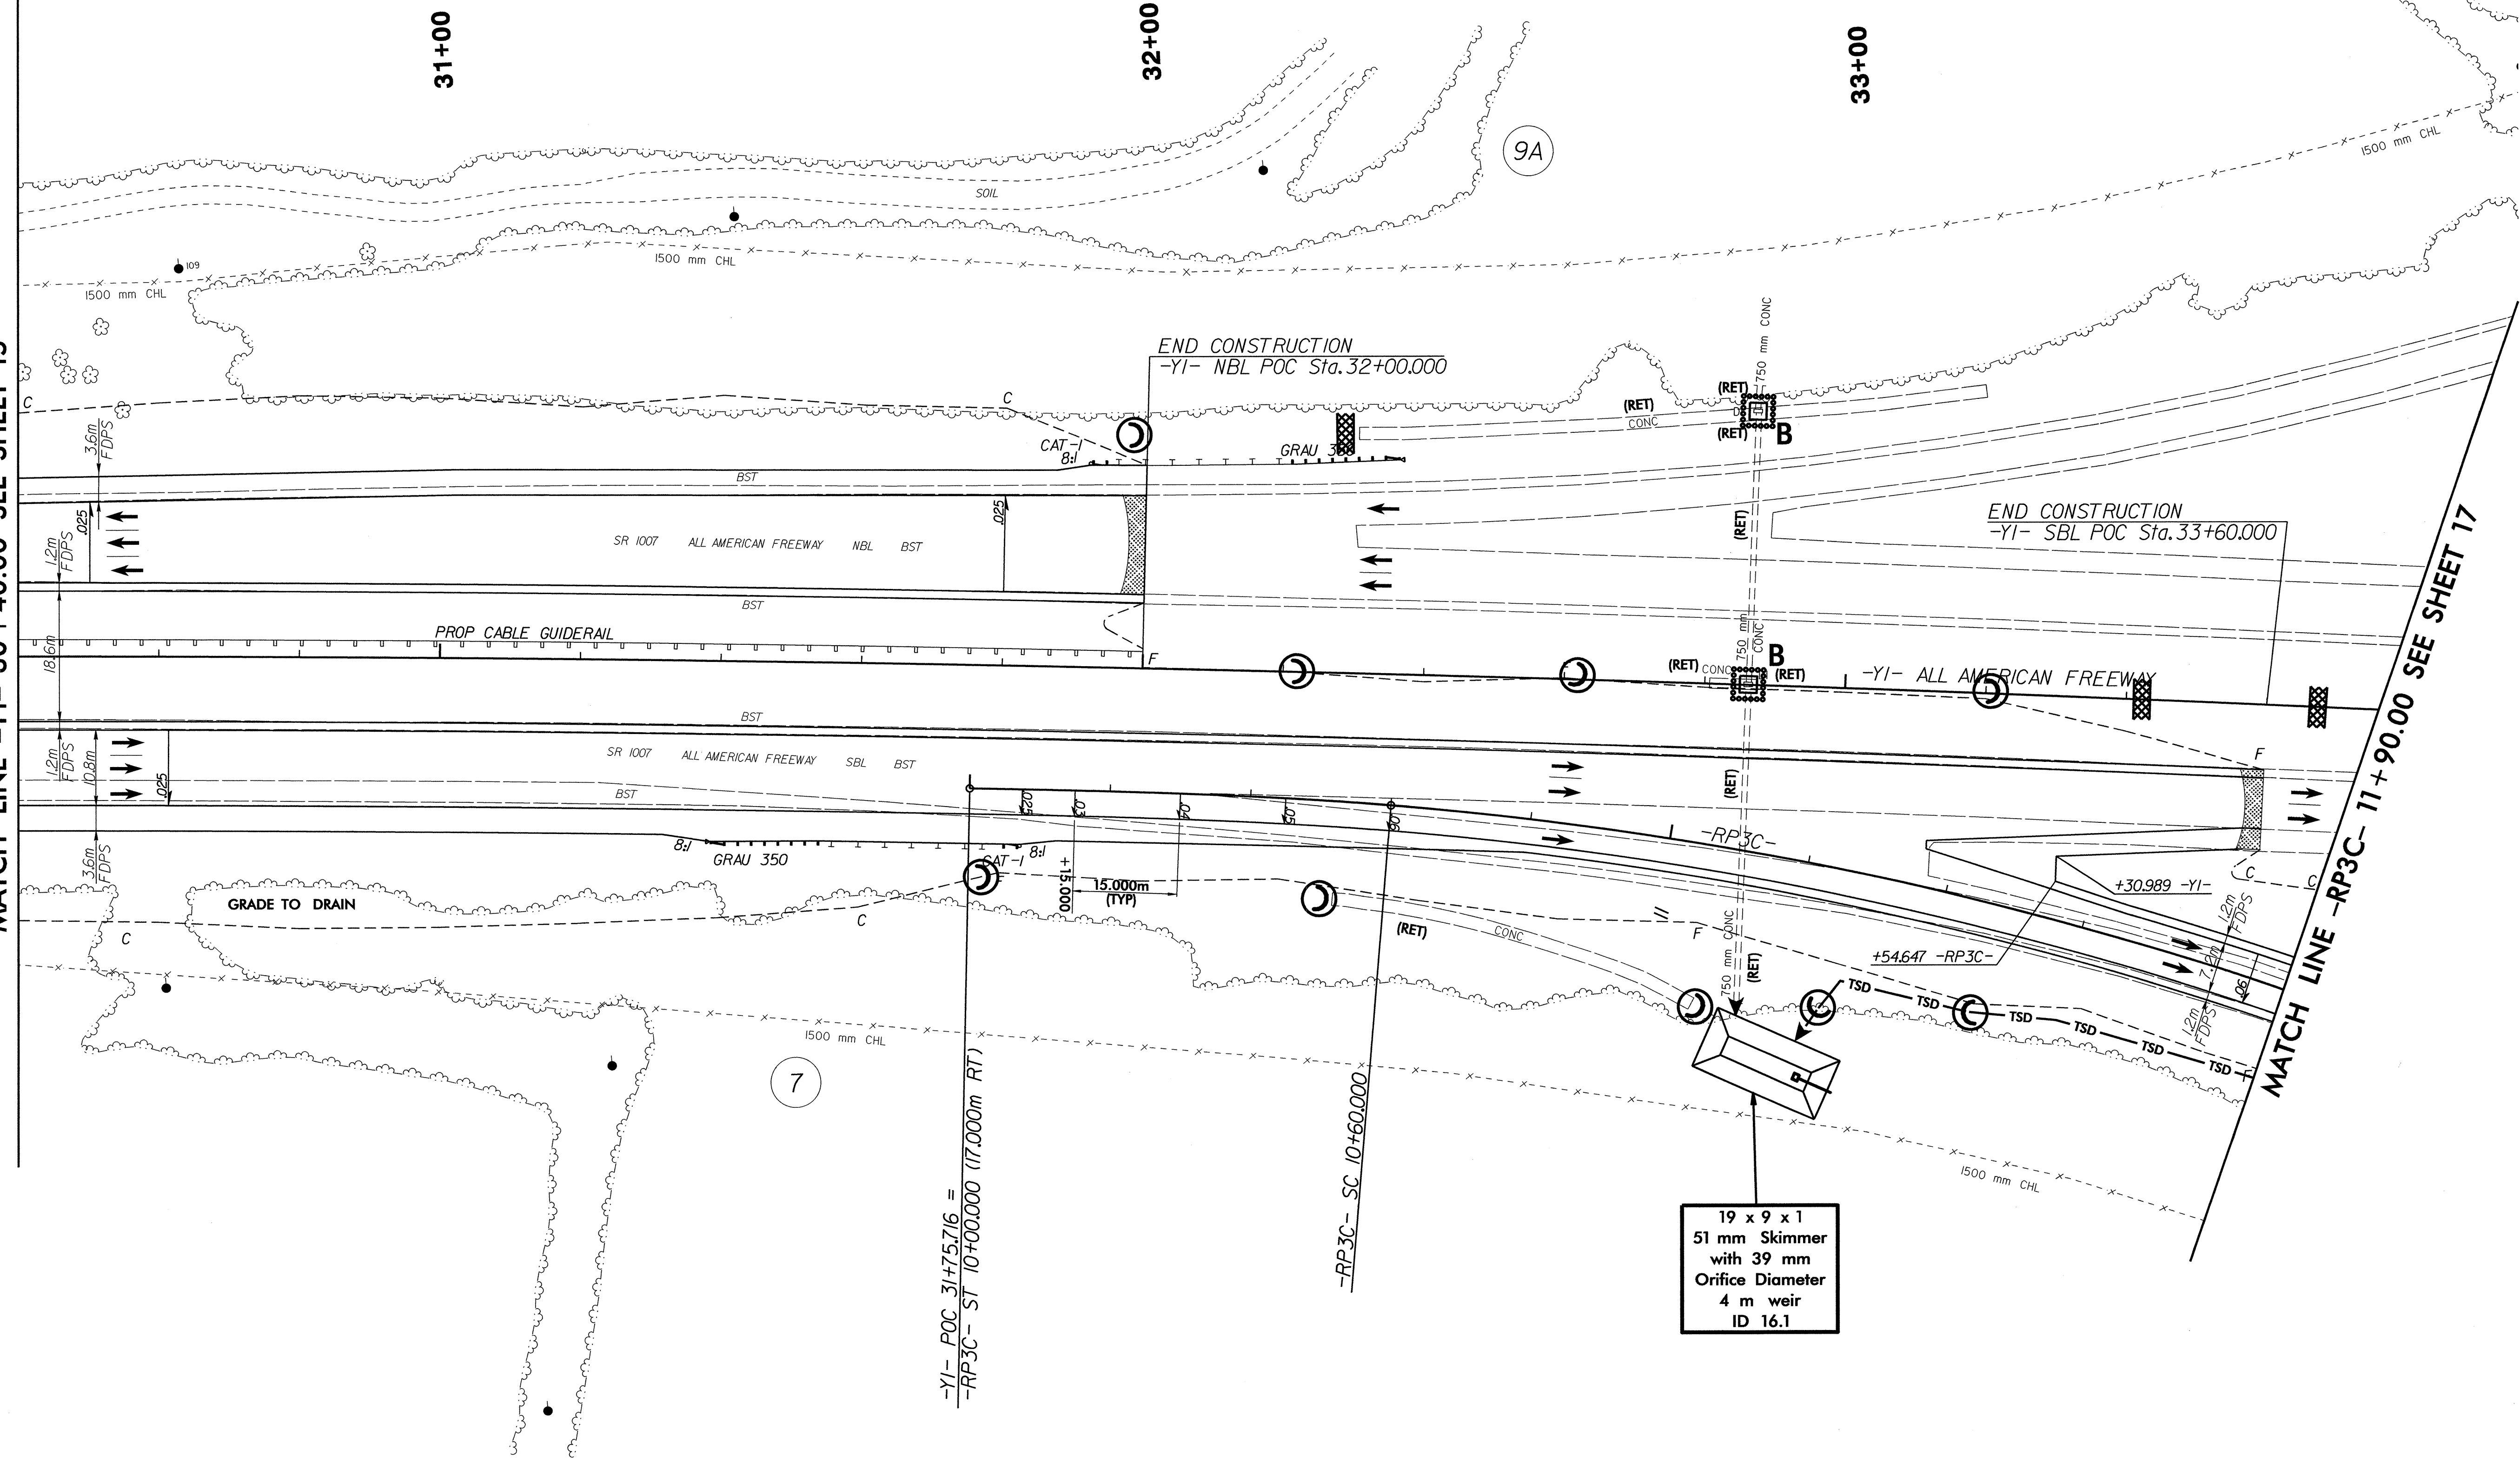 31+00
32+00
33+00
9A
SOIL
1500 mm CHL
1500 mm CHL
109
1500 mm CHL
END CONSTRUCTION
-Y1- NBL POC Sta.32+00.000
750 mm CONC
C
C
(RET)
(RET)
CONC
(RET)
B
CAT-1
8:1
GRAU 350
3.6m
FDPS
BST
.025
.025
SR 1007 ALL AMERICAN FREEWAY NBL BST
(RET)
END CONSTRUCTION
-Y1- SBL POC Sta.33+60.000
1.2m
FDPS
BST
18.6m
PROP CABLE GUIDERAIL
F
750 mm
CONC
(RET)
CONC
B
(RET)
-Y1- ALL AMERICAN FREEWAY
BST
1.2m
FDPS
10.8m
.025
SR 1007 ALL AMERICAN FREEWAY SBL BST
BST
(RET)
F
.025
.03
.04
.05
.06
-RP3C-
8:1
GRAU 350
CAT-1
8:1
3.6m
FDPS
+15.000
15.000m
(TYP)
C
C
+30.989 -Y1-
GRADE TO DRAIN
C
C
(RET)
CONC
F
750 mm CONC
(RET)
+54.647 -RP3C-
1.2m
FDPS
7.2m
.06
1.2m
FDPS
TSD
TSD
TSD
TSD
TSD
TSD
F
1500 mm CHL
7
1500 mm CHL
-Y1- POC 31+75.716 =
-RP3C- ST 10+00.000 (17.000m RT)
-RP3C- SC 10+60.000
19 x 9 x 1
51 mm Skimmer
with 39 mm
Orifice Diameter
4 m weir
ID 16.1
MATCH LINE -RP3C- 11+90.00 SEE SHEET 17